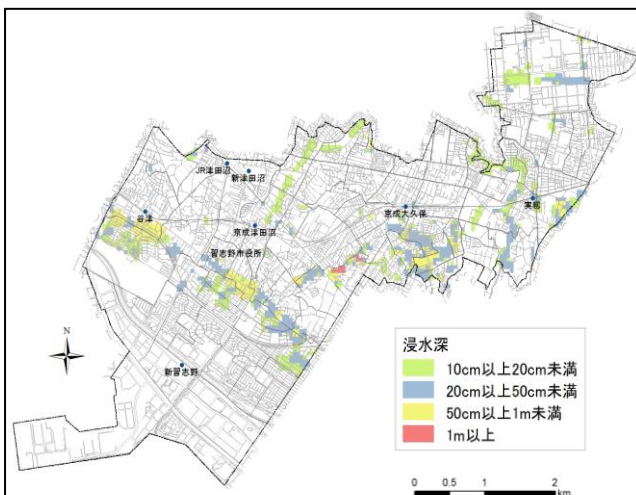 JR津田沼
新津田沼
京成大久保
実籾
谷津
京成津田沼
習志野市役所
新習志野
N
浸水深
10cm以上20cm未満
20cm以上50cm未満
50cm以上1m未満
1m以上
0 0.5 1 2
km